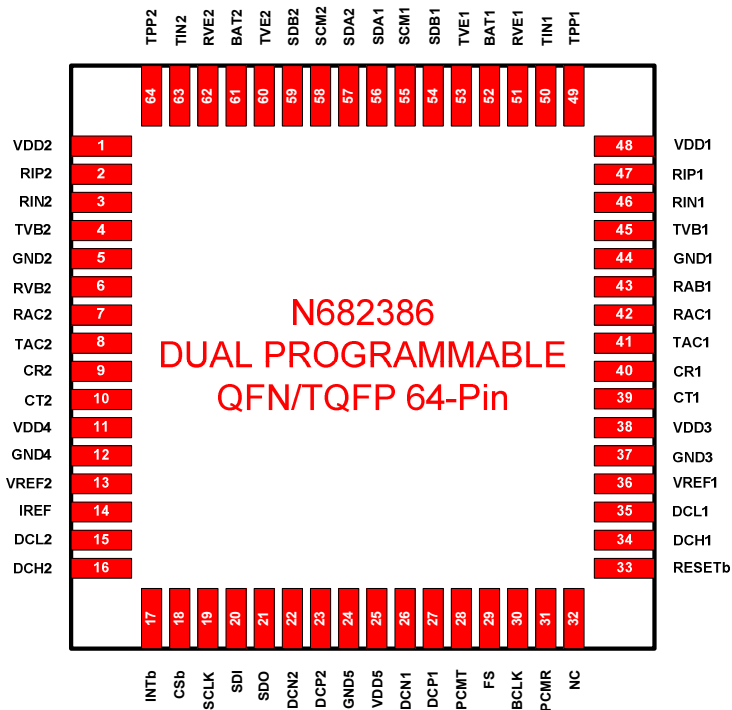 TPP2 TIN2 RVE2 BAT2 TVE2 SDB2 SCM2 SDA2 SDA1 SCM1 SDB1 TVE1 BAT1 RVE1 TIN1 TPP1
64 63 62 61 60 59 58 57 56 55 54 53 52 51 50 49
VDD2 1 48 VDD1
RIP2 2 47 RIP1
RIN2 3 46 RIN1
TVB2 4 45 TVB1
GND2 5 44 GND1
RVB2 6 43 RAB1
RAC2 7 42 RAC1
TAC2 8 41 TAC1
CR2 9 40 CR1
CT2 10 39 CT1
VDD4 11 38 VDD3
GND4 12 37 GND3
VREF2 13 36 VREF1
IREF 14 35 DCL1
DCL2 15 34 DCH1
DCH2 16 33 RESETb
N682386
DUAL PROGRAMMABLE
QFN/TQFP 64-Pin
17 18 19 20 21 22 23 24 25 26 27 28 29 30 31 32
INTb CSb SCLK SDI SDO DCN2 DCP2 GND5 VDD5 DCN1 DCP1 PCMT FS BCLK PCMR NC